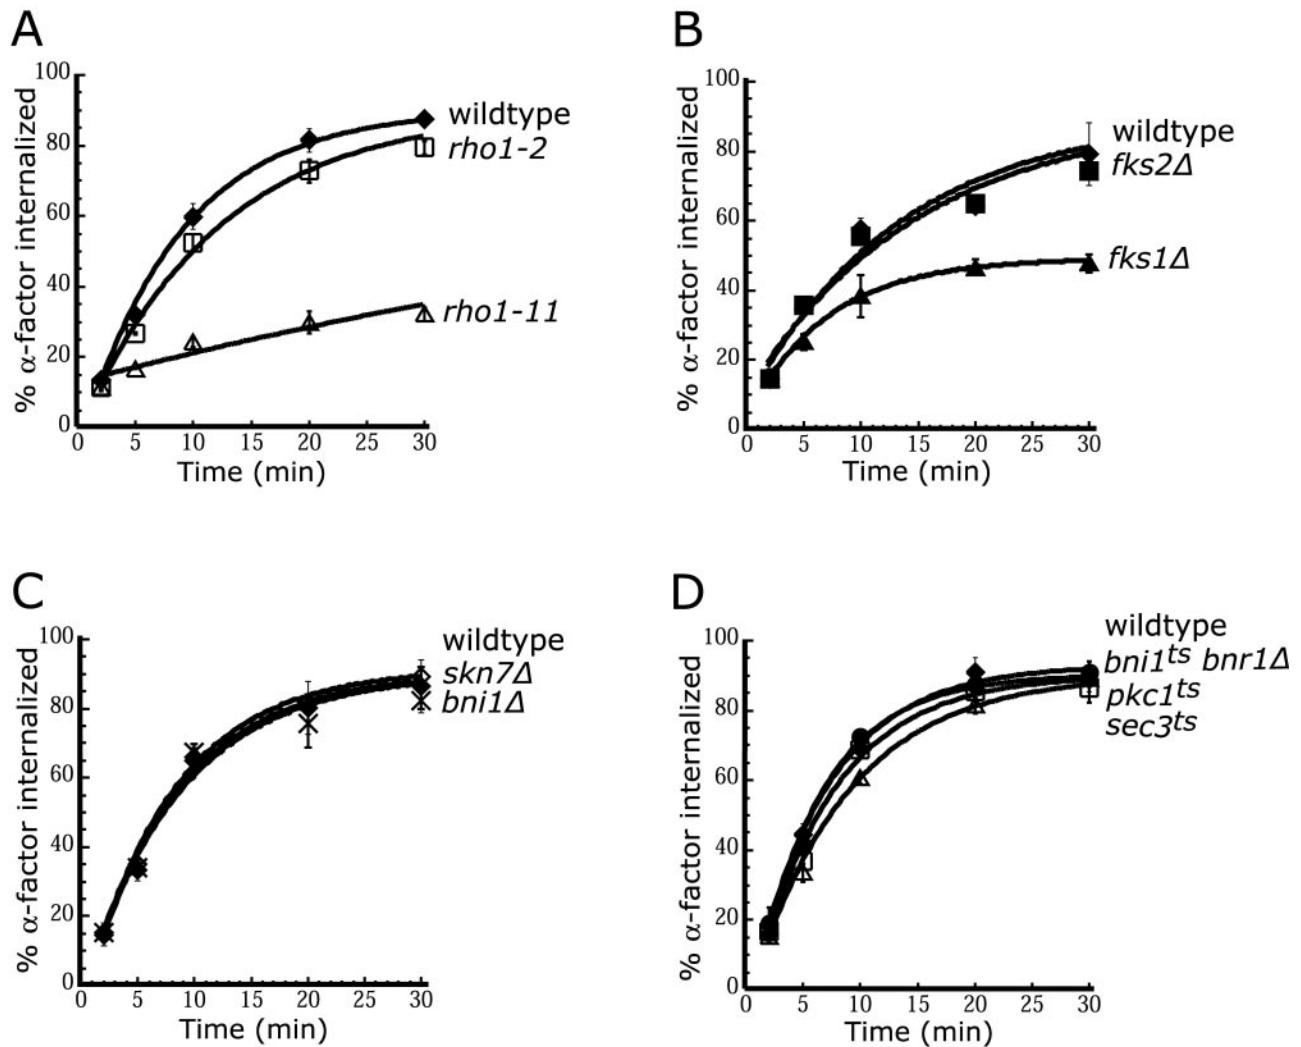 A
% α-factor internalized
100
80
60
40
20
0
0 5 10 15 20 25 30
Time (min)
wildtype
rho1-2
rho1-11
B
% α-factor internalized
100
80
60
40
20
0
0 5 10 15 20 25 30
Time (min)
wildtype
fks2Δ
fks1Δ
C
% α-factor internalized
100
80
60
40
20
0
0 5 10 15 20 25 30
Time (min)
wildtype
skn7Δ
bni1Δ
D
% α-factor internalized
100
80
60
40
20
0
0 5 10 15 20 25 30
Time (min)
wildtype
bni1ts bnr1Δ
pkc1ts
sec3ts